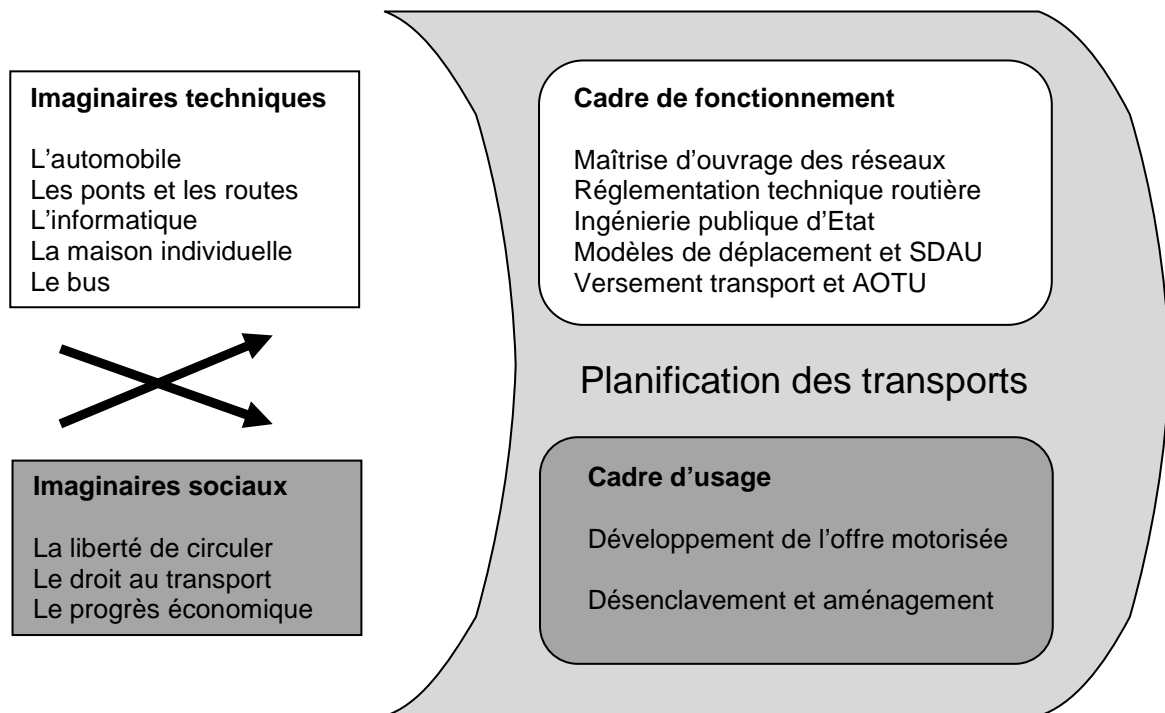 Imaginaires techniques
L’automobile
Les ponts et les routes
L’informatique
La maison individuelle
Le bus
Imaginaires sociaux
La liberté de circuler
Le droit au transport
Le progrès économique
Cadre de fonctionnement
Maîtrise d’ouvrage des réseaux
Réglementation technique routière
Ingénierie publique d’Etat
Modèles de déplacement et SDAU
Versement transport et AOTU
Planification des transports
Cadre d’usage
Développement de l’offre motorisée
Désenclavement et aménagement